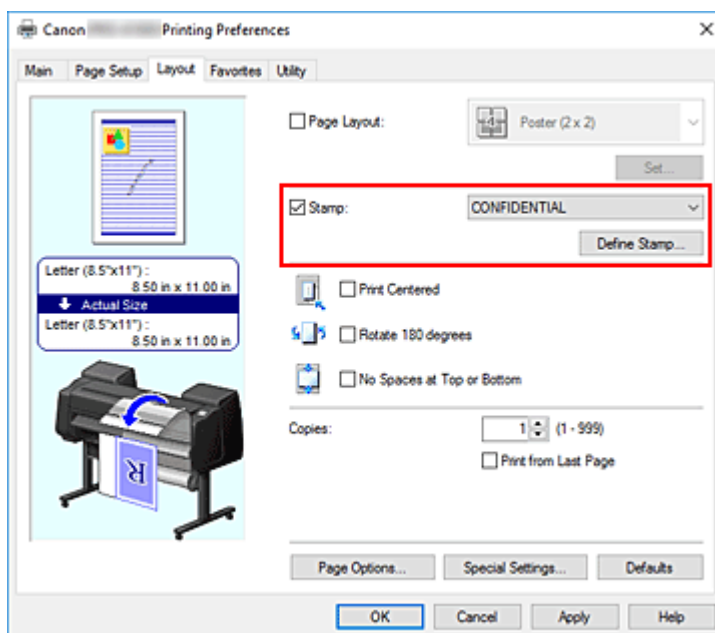 Canon Printing Preferences
Main Page Setup Layout Favorites Utility
Page Layout: Poster (2 x 2)
Set...
Stamp: CONFIDENTIAL
Define Stamp...
Letter (8.5"x11") :
8.50 in x 11.00 in
Actual Size
Letter (8.5"x11") :
8.50 in x 11.00 in
Print Centered
Rotate 180 degrees
No Spaces at Top or Bottom
Copies: 1 (1 - 999)
Print from Last Page
R
Page Options... Special Settings... Defaults
OK Cancel Apply Help